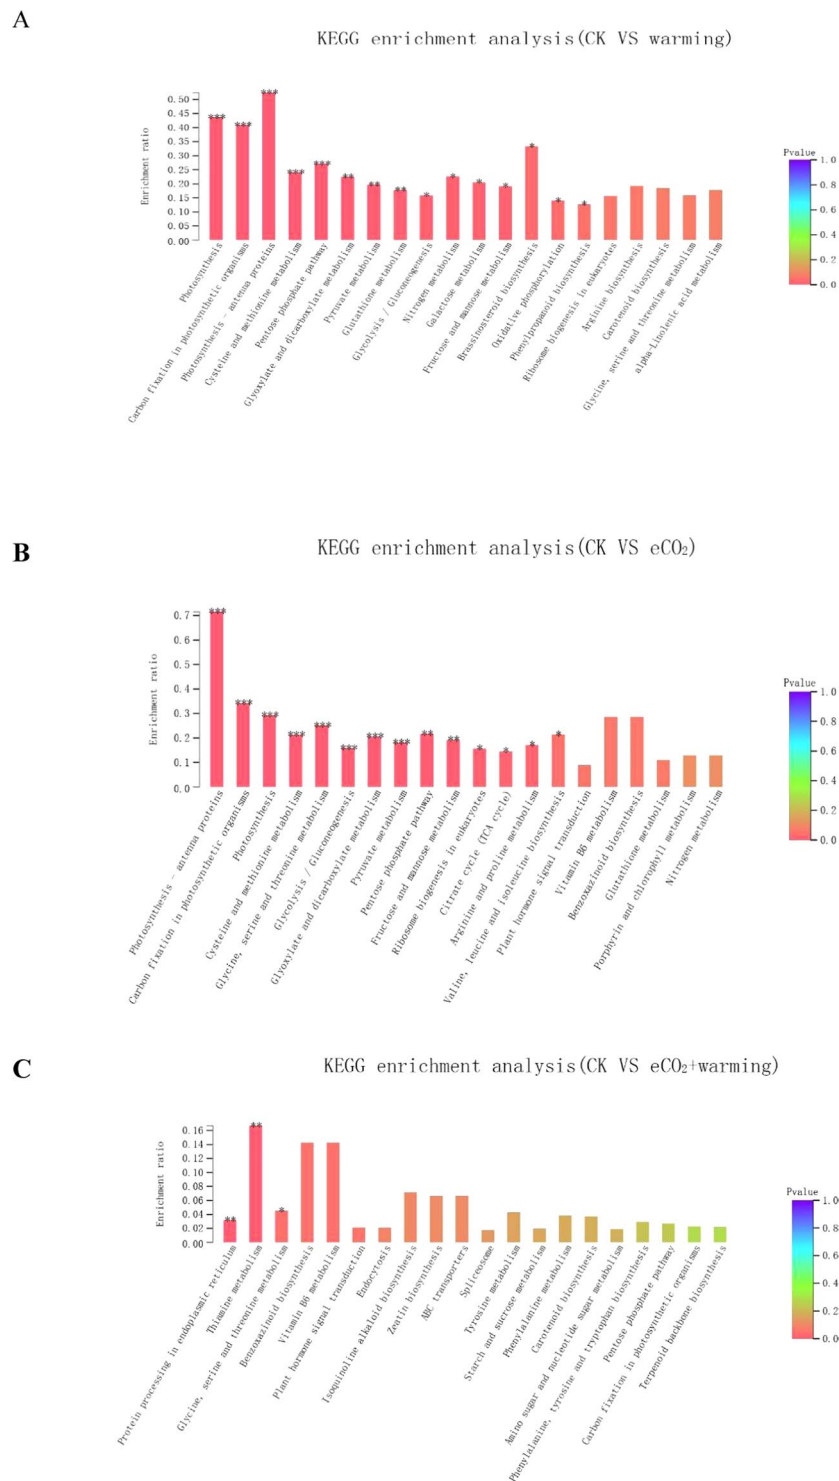 A
KEGG enrichment analysis(CK VS warming)
Enrichment ratio
0.50
0.45
0.40
0.35
0.30
0.25
0.20
0.15
0.10
0.05
0.00
***
***
***
***
***
**
**
**
*
*
*
*
*
*
*
Photosynthesis
Carbon fixation in photosynthetic organisms
Photosynthesis - antenna proteins
Cysteine and methionine metabolism
Pentose phosphate pathway
Glyoxylate and dicarboxylate metabolism
Pyruvate metabolism
Glutathione metabolism
Glycolysis / Gluconeogenesis
Nitrogen metabolism
Galactose metabolism
Fructose and mannose metabolism
Brassinosteroid biosynthesis
Oxidative phosphorylation
Phenylpropanoid biosynthesis
Ribosome biogenesis in eukaryotes
Arginine biosynthesis
Carotenoid biosynthesis
Glycine, serine and threonine metabolism
alpha-Linolenic acid metabolism
Pvalue
1.0
0.8
0.6
0.4
0.2
0.0
B
KEGG enrichment analysis(CK VS eCO₂)
Enrichment ratio
0.7
0.6
0.5
0.4
0.3
0.2
0.1
0.0
***
***
***
***
***
***
***
***
**
**
*
*
*
*
Photosynthesis - antenna proteins
Carbon fixation in photosynthetic organisms
Photosynthesis
Cysteine and methionine metabolism
Glycine, serine and threonine metabolism
Glycolysis / Gluconeogenesis
Glyoxylate and dicarboxylate metabolism
Pyruvate metabolism
Pentose phosphate pathway
Fructose and mannose metabolism
Ribosome biogenesis in eukaryotes
Citrate cycle (TCA cycle)
Arginine and proline metabolism
Valine, leucine and isoleucine biosynthesis
Plant hormone signal transduction
Vitamin B6 metabolism
Benzoxazinoid biosynthesis
Glutathione metabolism
Porphyrin and chlorophyll metabolism
Nitrogen metabolism
Pvalue
1.0
0.8
0.6
0.4
0.2
0.0
C
KEGG enrichment analysis(CK VS eCO₂+warming)
Enrichment ratio
0.16
0.14
0.12
0.10
0.08
0.06
0.04
0.02
0.00
**
**
*
Protein processing in endoplasmic reticulum
Thiamine metabolism
Glycine, serine and threonine metabolism
Benzoxazinoid biosynthesis
Vitamin B6 metabolism
Plant hormone signal transduction
Endocytosis
Isoquinoline alkaloid biosynthesis
Zeatin biosynthesis
ABC transporters
Spliceosome
Tyrosine metabolism
Starch and sucrose metabolism
Phenylalanine metabolism
Carotenoid biosynthesis
Amino sugar and nucleotide sugar metabolism
Phenylalanine, tyrosine and tryptophan biosynthesis
Pentose phosphate pathway
Carbon fixation in photosynthetic organisms
Terpenoid backbone biosynthesis
Pvalue
1.00
0.80
0.60
0.40
0.20
0.00